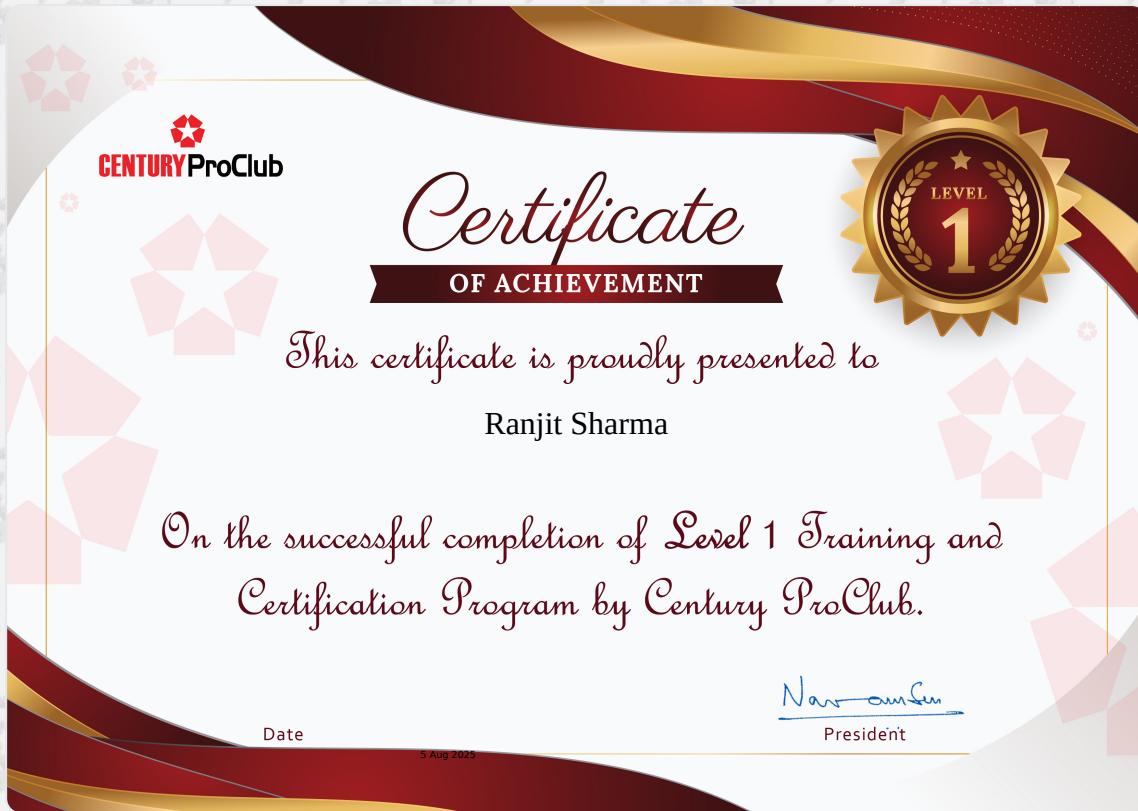 CENTURY ProClub
LEVEL
1
Certificate
OF ACHIEVEMENT
This certificate is proudly presented to
Ranjit Sharma
On the successful completion of Level 1 Training and
Certification Program by Century ProClub.
Date
President
5 Aug 2025